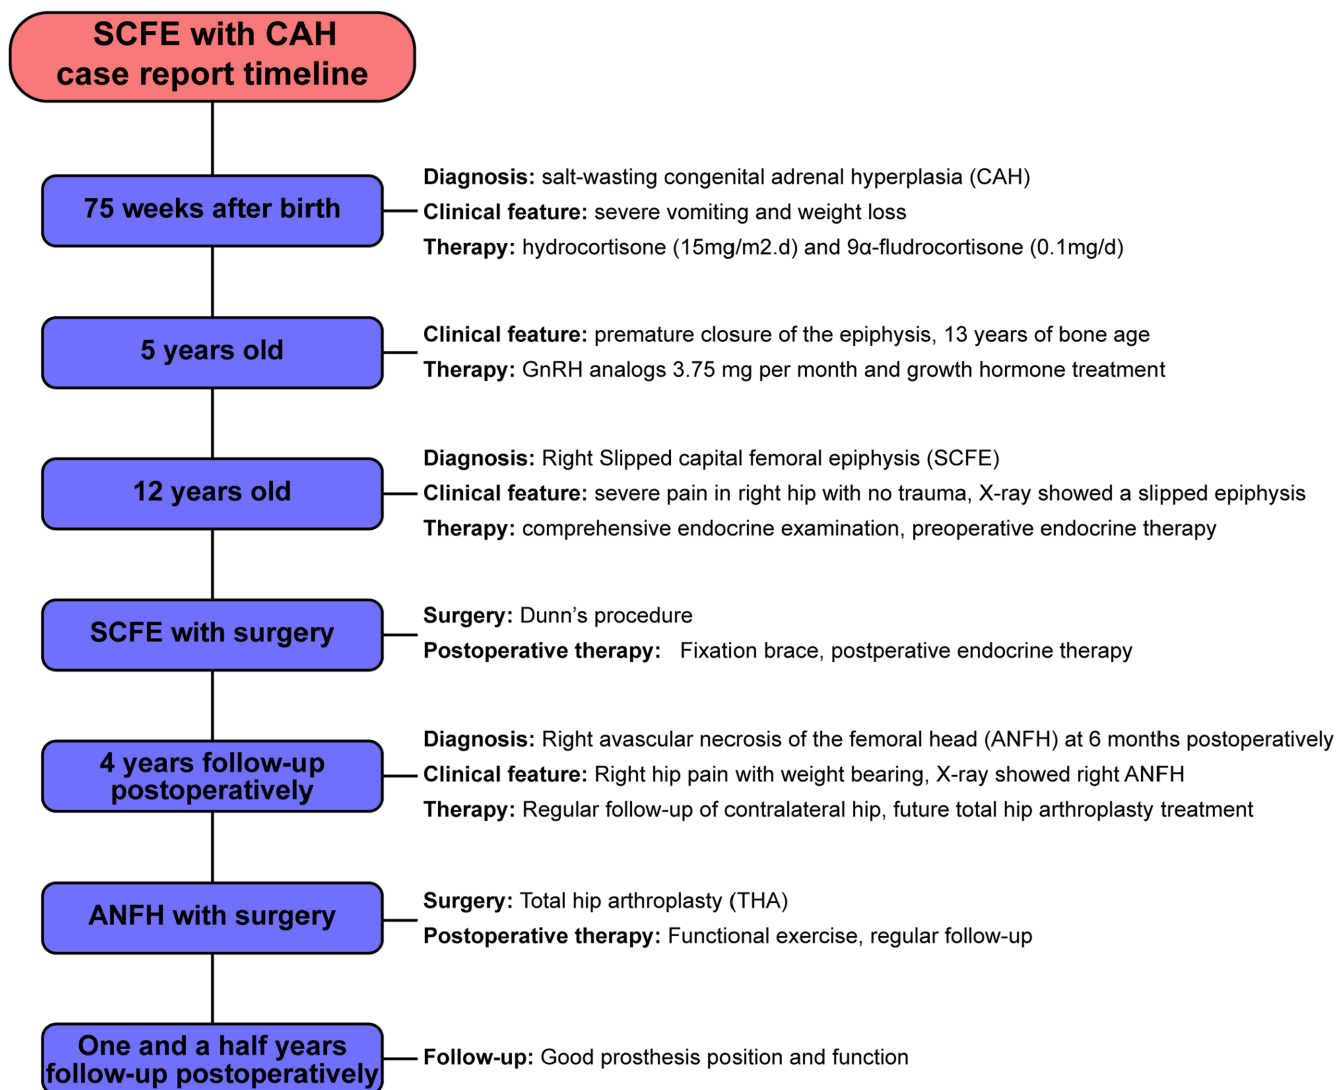 SCFE with CAH
case report timeline
75 weeks after birth
Diagnosis: salt-wasting congenital adrenal hyperplasia (CAH)
Clinical feature: severe vomiting and weight loss
Therapy: hydrocortisone (15mg/m2.d) and 9α-fludrocortisone (0.1mg/d)
5 years old
Clinical feature: premature closure of the epiphysis, 13 years of bone age
Therapy: GnRH analogs 3.75 mg per month and growth hormone treatment
12 years old
Diagnosis: Right Slipped capital femoral epiphysis (SCFE)
Clinical feature: severe pain in right hip with no trauma, X-ray showed a slipped epiphysis
Therapy: comprehensive endocrine examination, preoperative endocrine therapy
SCFE with surgery
Surgery: Dunn’s procedure
Postoperative therapy: Fixation brace, postperative endocrine therapy
4 years follow-up
postoperatively
Diagnosis: Right avascular necrosis of the femoral head (ANFH) at 6 months postoperatively
Clinical feature: Right hip pain with weight bearing, X-ray showed right ANFH
Therapy: Regular follow-up of contralateral hip, future total hip arthroplasty treatment
ANFH with surgery
Surgery: Total hip arthroplasty (THA)
Postoperative therapy: Functional exercise, regular follow-up
One and a half years
follow-up postoperatively
Follow-up: Good prosthesis position and function